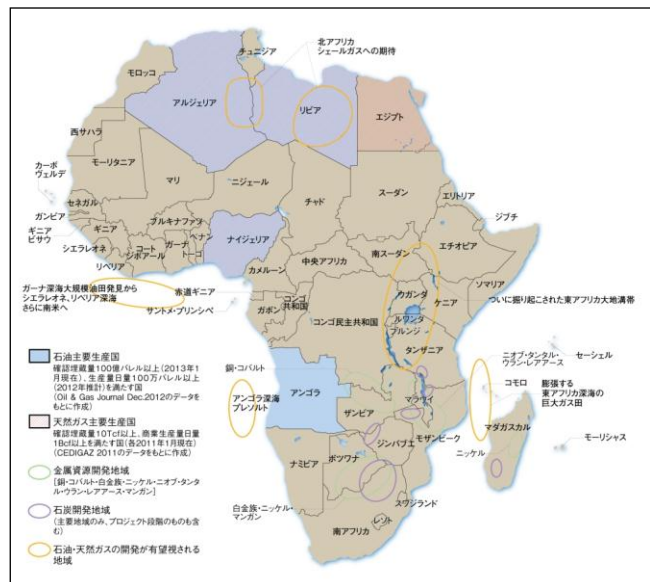 北アフリカ
シェールガスへの期待
チュニジア
モロッコ
アルジェリア
リビア
エジプト
西サハラ
カーボ
ヴェルデ
モーリタニア
マリ
ニジェール
チャド
スーダン
エリトリア
セネガル
ガンビア
ギニア
ビサウ
ギニア
ブルキナファソ
ベナン
ジブチ
ナイジェリア
シエラレオネ
コート
ジボアール
ガーナ
トーゴ
南スーダン
エチオピア
リベリア
カメルーン
中央アフリカ
ソマリア
ガーナ深海大規模油田発見から
シエラレオネ、リベリア深海
さらに南米へ
赤道ギニア
サントメ・プリンシペ
ガボン
コンゴ
共和国
コンゴ民主共和国
ウガンダ
ケニア
ルワンダ
ブルンジ
ついに掘り起こされた東アフリカ大地溝帯
タンザニア
石油主要生産国
確認埋蔵量100億バレル以上(2013年1
月現在)、生産量日量100万バレル以上
(2012年推計)を満たす国
(Oil & Gas Journal Dec.2012のデータを
もとに作成)
天然ガス主要生産国
確認埋蔵量10Tcf以上、商業生産量日量
1Bcf以上を満たす国(各2011年1月現在)
(CEDIGAZ 2011のデータをもとに作成)
金属資源開発地域
[銅・コバルト・白金族・ニッケル・ニオブ・タンタ
ル・ウラン・レアアース・マンガン]
石炭開発地域
(主要地域のみ、プロジェクト段階のものも含
む)
石油・天然ガスの開発が有望視される
地域
銅・コバルト
ニオブ・タンタル・
ウラン・レアアース
セーシェル
アンゴラ
アンゴラ深海
プレソルト
コモロ
膨張する
東アフリカ深海の
巨大ガス田
マラウイ
ザンビア
マダガスカル
ジンバブエ
モザンビーク
モーリシャス
ニッケル
ナミビア
ボツワナ
白金族・ニッケル・
マンガン
スワジランド
レソト
南アフリカ